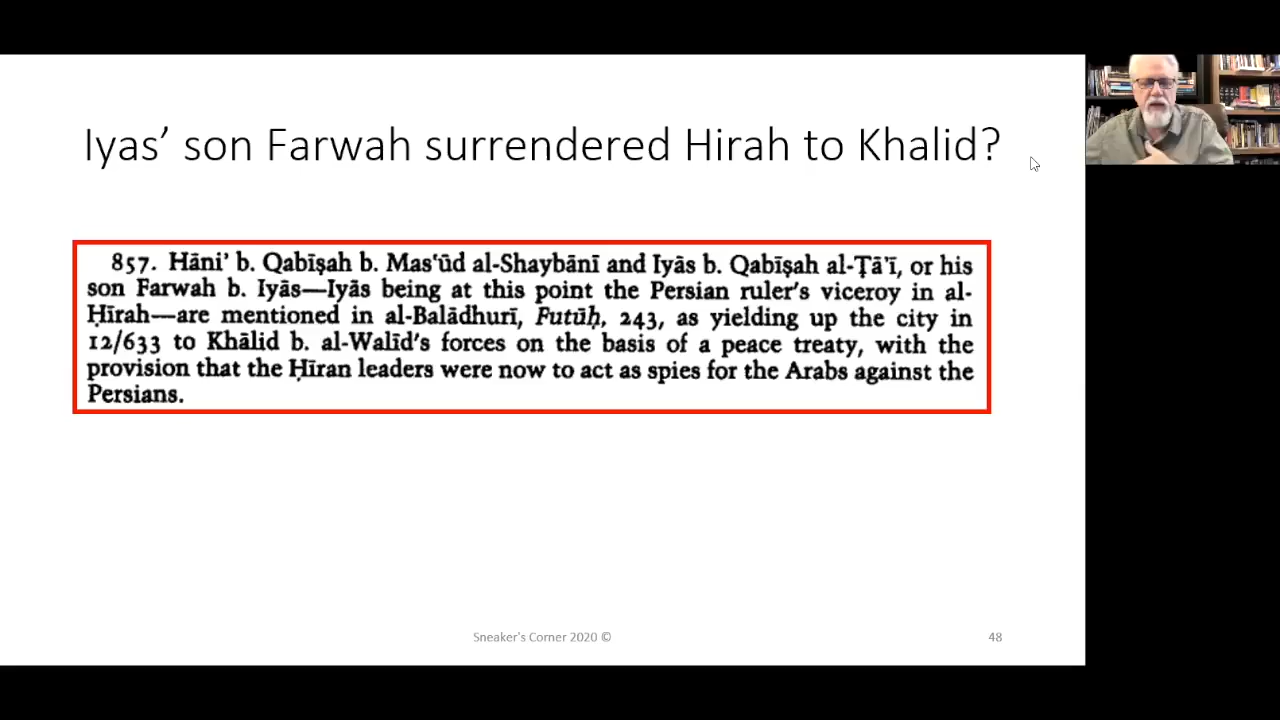 Iyas’ son Farwah surrendered Hirah to Khalid?
857. Hāni’ b. Qabīṣah b. Mas‘ūd al-Shaybānī and Iyās b. Qabīṣah al-Ṭā’ī, or his
son Farwah b. Iyās—Iyās being at this point the Persian ruler's viceroy in al-
Ḥīrah—are mentioned in al-Balādhurī, Futūḥ, 243, as yielding up the city in
12/633 to Khālid b. al-Walīd's forces on the basis of a peace treaty, with the
provision that the Ḥīran leaders were now to act as spies for the Arabs against the
Persians.
Sneaker's Corner 2020 ©
48